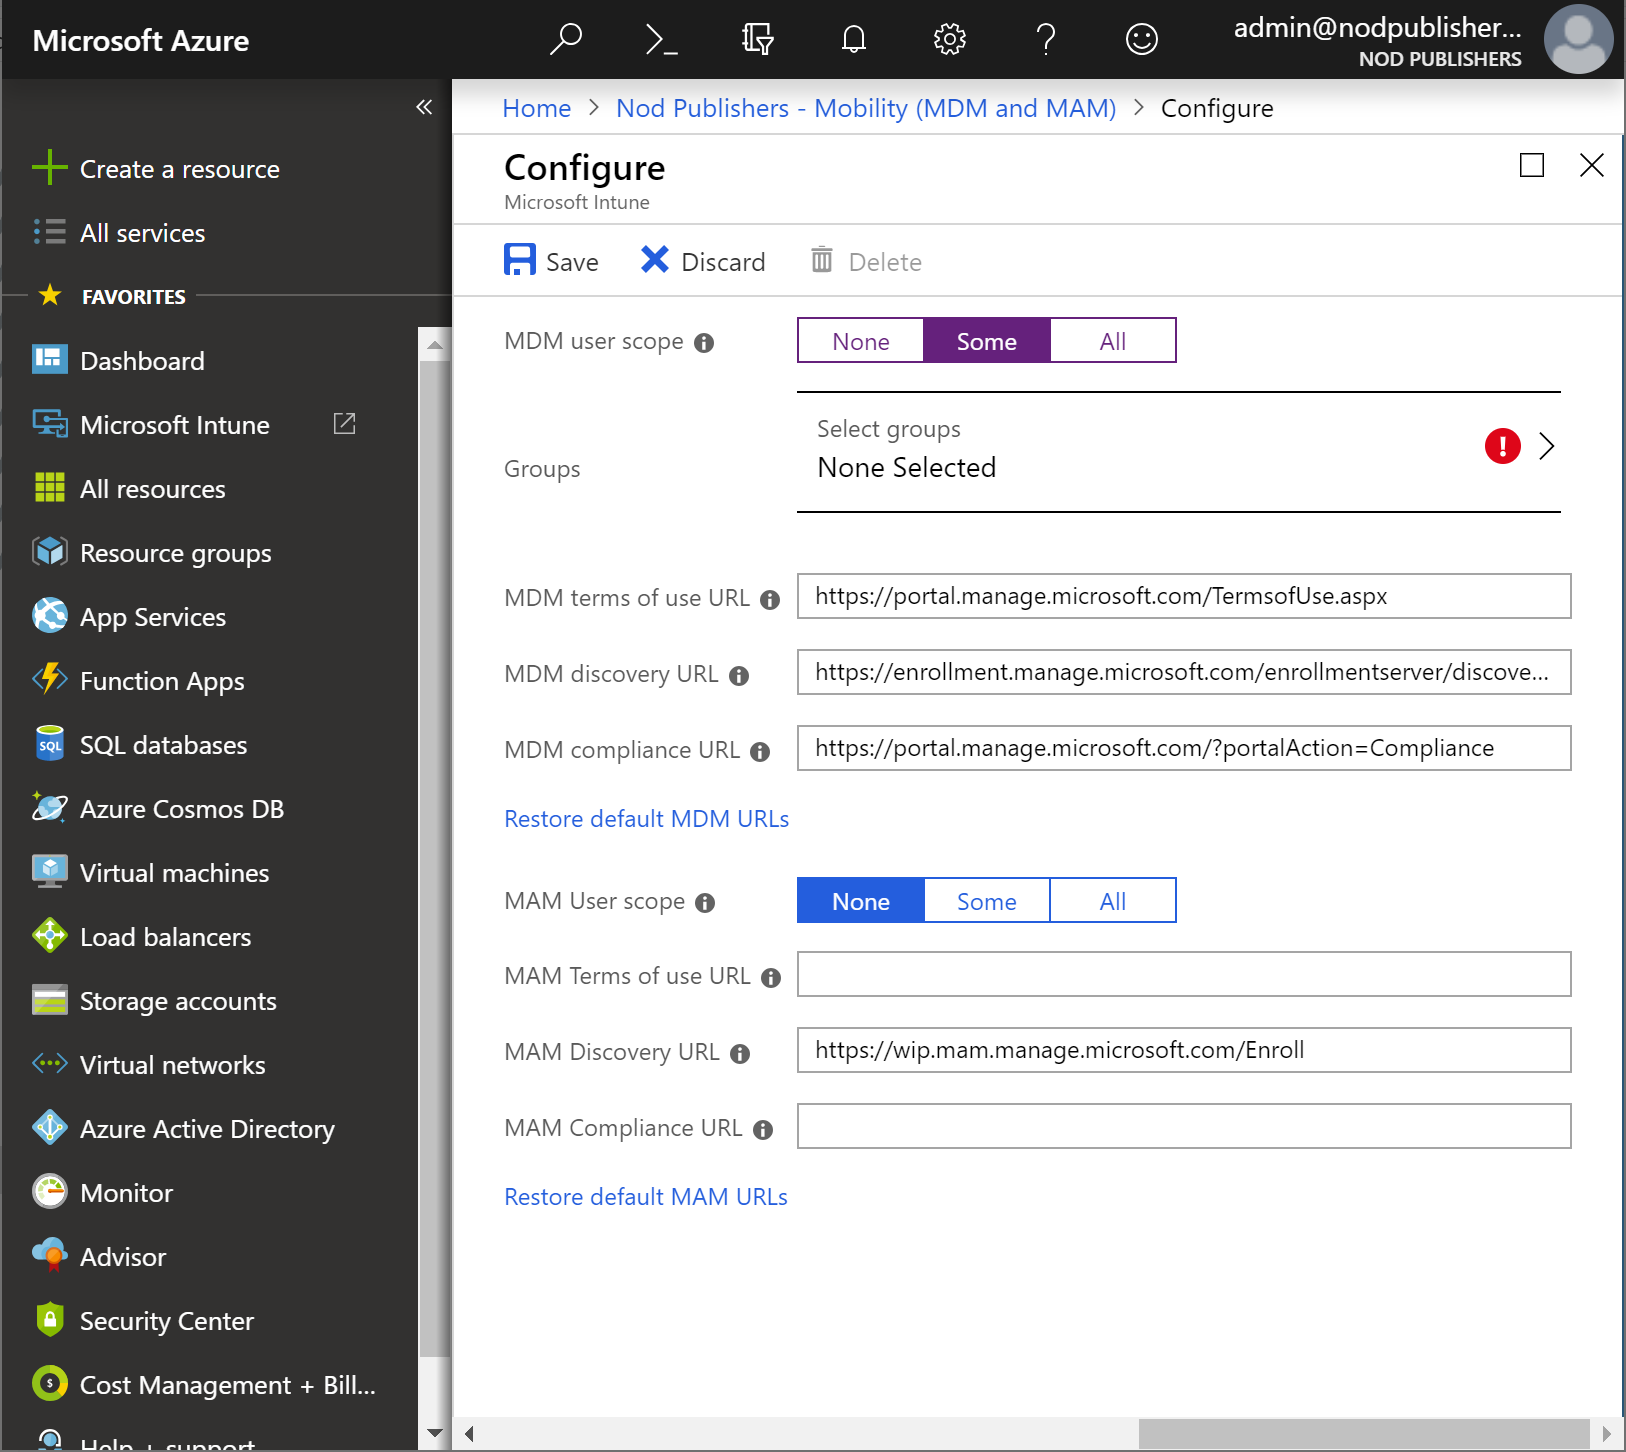 Microsoft Azure
admin@nodpublisher...
NOD PUBLISHERS
Home > Nod Publishers - Mobility (MDM and MAM) > Configure
Create a resource
All services
FAVORITES
Dashboard
Microsoft Intune
All resources
Resource groups
App Services
Function Apps
SQL databases
Azure Cosmos DB
Virtual machines
Load balancers
Storage accounts
Virtual networks
Azure Active Directory
Monitor
Advisor
Security Center
Cost Management + Bill...
Help + support
Configure
Microsoft Intune
Save Discard Delete
MDM user scope None Some All
Groups
Select groups
None Selected
MDM terms of use URL https://portal.manage.microsoft.com/TermsofUse.aspx
MDM discovery URL https://enrollment.manage.microsoft.com/enrollmentserver/discove...
MDM compliance URL https://portal.manage.microsoft.com/?portalAction=Compliance
Restore default MDM URLs
MAM User scope None Some All
MAM Terms of use URL
MAM Discovery URL https://wip.mam.manage.microsoft.com/Enroll
MAM Compliance URL
Restore default MAM URLs